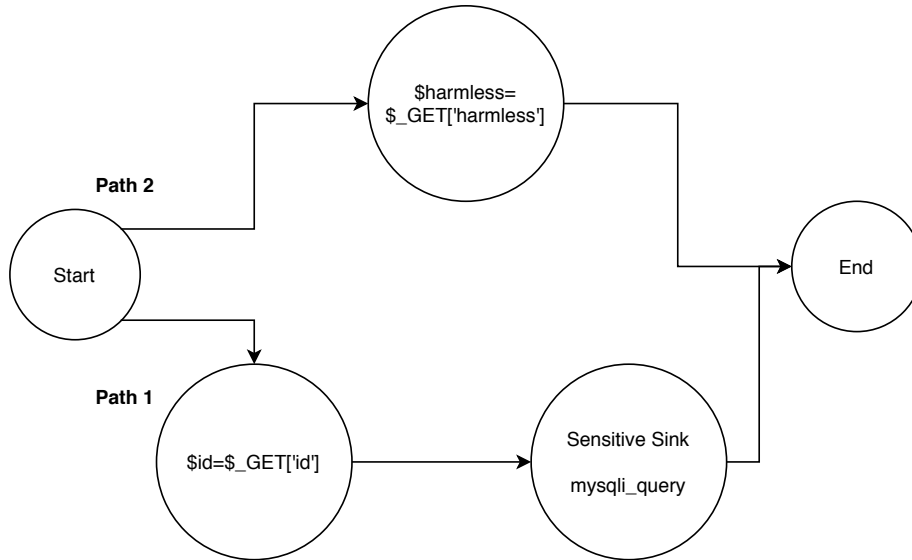 $harmless=
$_GET['harmless']
Path 2
Start
End
Path 1
$id=$_GET['id']
Sensitive Sink
mysqli_query